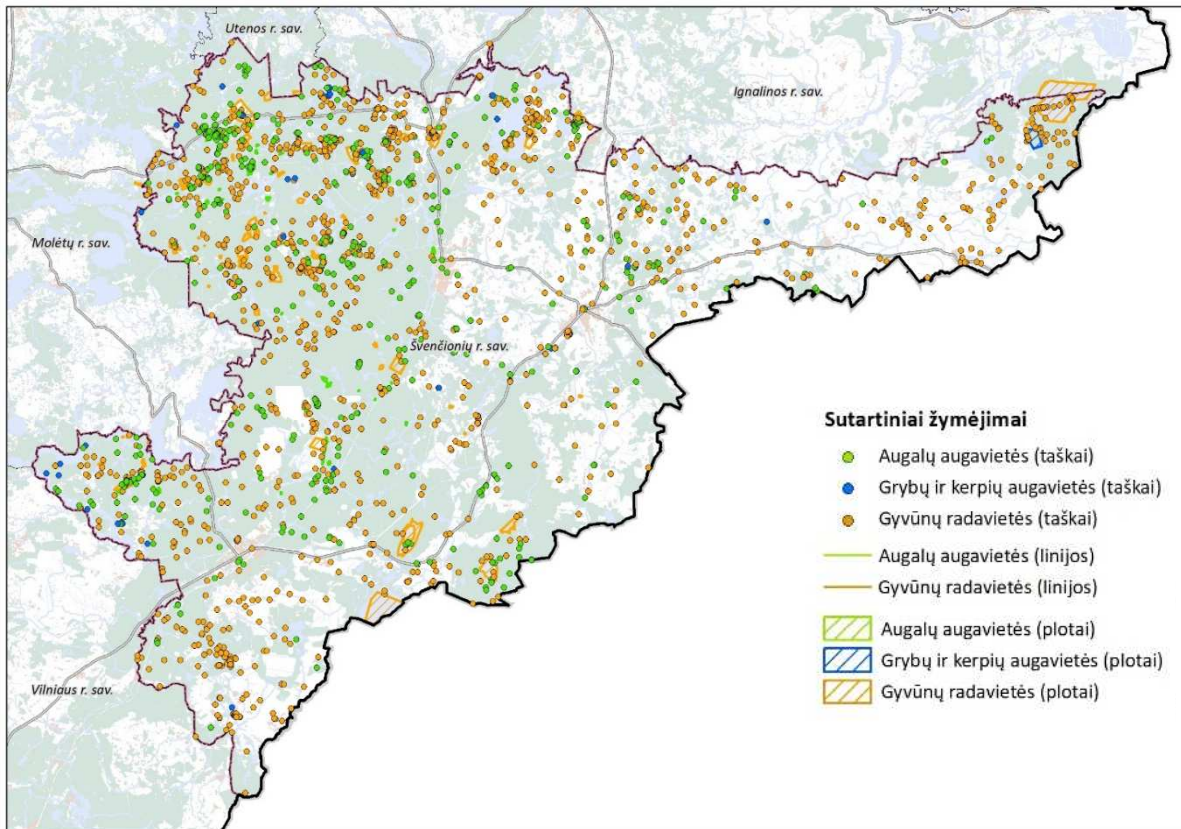 Utenos r. sav.
Ignalinos r. sav.
Molėtų r. sav.
Švenčionių r. sav.
Vilniaus r. sav.
Sutartiniai žymėjimai
Augalų augavietės (taškai)
Grybų ir kerpių augavietės (taškai)
Gyvūnų radavietės (taškai)
Augalų augavietės (linijos)
Gyvūnų radavietės (linijos)
Augalų augavietės (plotai)
Grybų ir kerpių augavietės (plotai)
Gyvūnų radavietės (plotai)